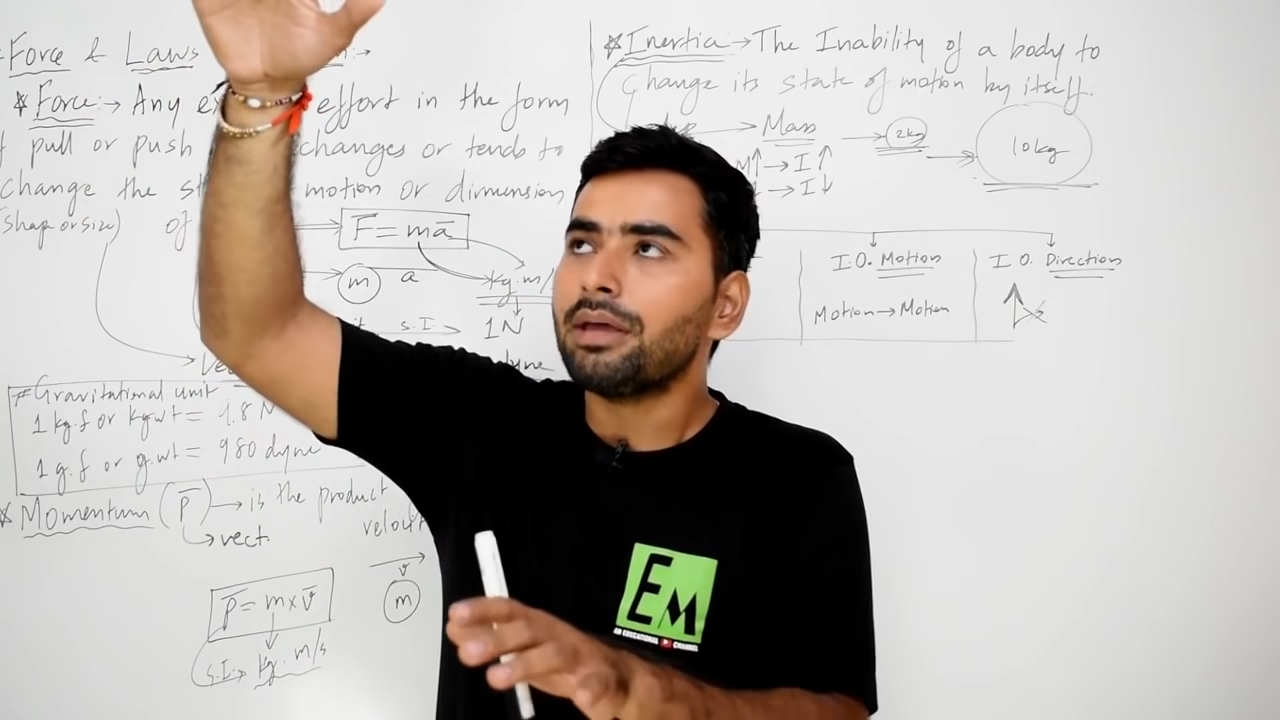 Force & Laws
* Force:→ Any effort in the form
pull or push changes or tends to
change the motion or dimension
(shape or size) of
F̅ = ma̅
m a
kg.m/
S.I. → 1N
dyne
# Gravitational unit
1 kg.f or kgwt = 9.8 N
1 g.f or g.wt = 980 dyne
* Momentum (p̅) → is the product
→ vect.
p̅ = m×v̅
v
m
S.I. → kg. m/s
* Inertia → The Inability of a body to
Change its state of motion by itself.
→ Mass → 2kg → 10kg
M↑ → I↑
↓ → I↓
I.O. Motion
Motion → Motion
I.O. Direction
EM
AN EDUCATIONAL CHANNEL